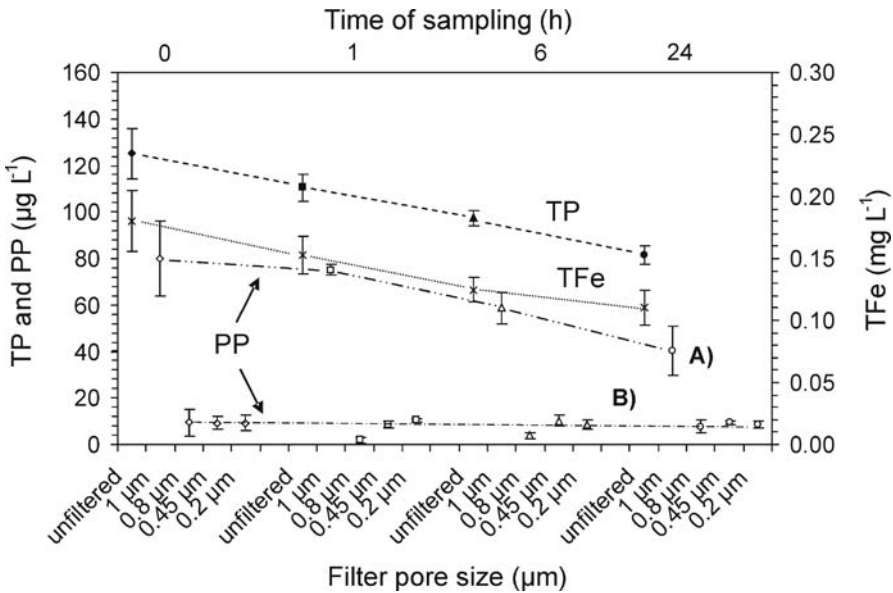 Time of sampling (h)
0 1 6 24
160 0.30
140
0.25
120
100 0.20
80 0.15
60
0.10
40
0.05
20
0 0.00
TP and PP (µg L-1)
TFe (mg L-1)
TP
TFe
PP
A)
B)
unfiltered
1 µm
0.8 µm
0.45 µm
0.2 µm
unfiltered
1 µm
0.8 µm
0.45 µm
0.2 µm
unfiltered
1 µm
0.8 µm
0.45 µm
0.2 µm
unfiltered
1 µm
0.8 µm
0.45 µm
0.2 µm
Filter pore size (µm)